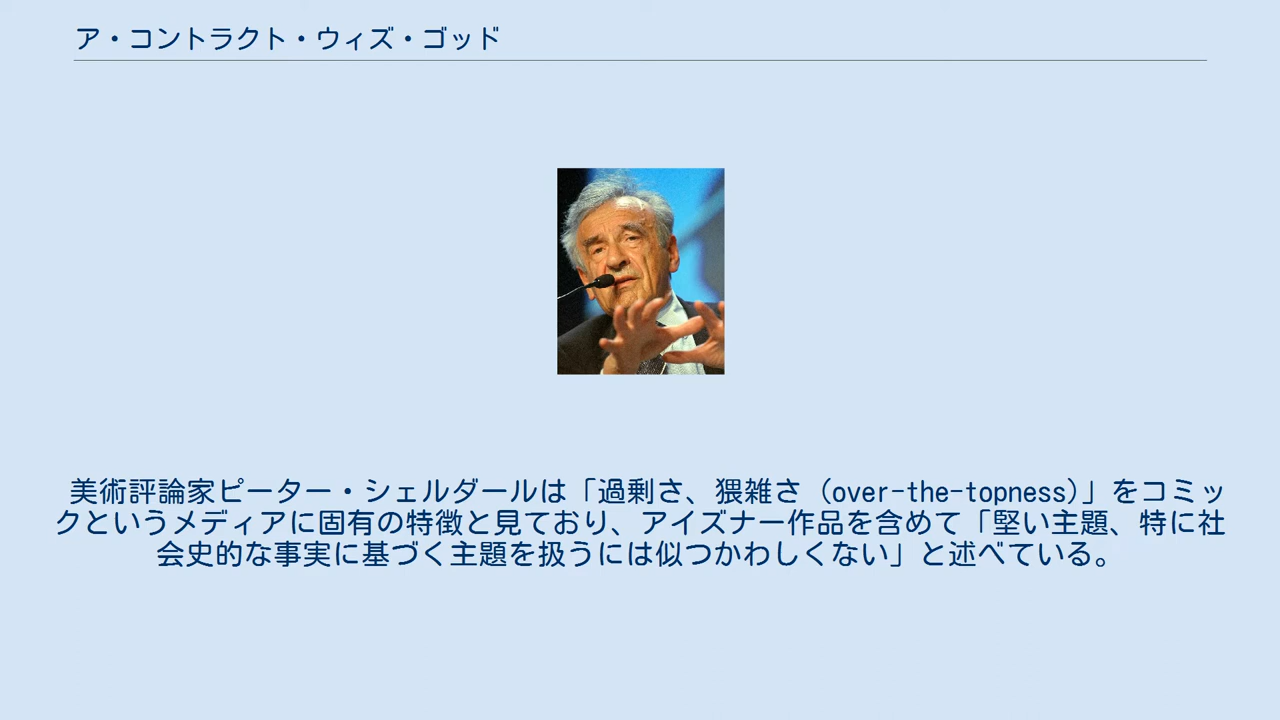 ア・コントラクト・ウィズ・ゴッド
美術評論家ピーター・シェルダールは「過剰さ、猥雑さ（over-the-topness）」をコミッ
クというメディアに固有の特徴と見ており、アイズナー作品を含めて「堅い主題、特に社
会史的な事実に基づく主題を扱うには似つかわしくない」と述べている。